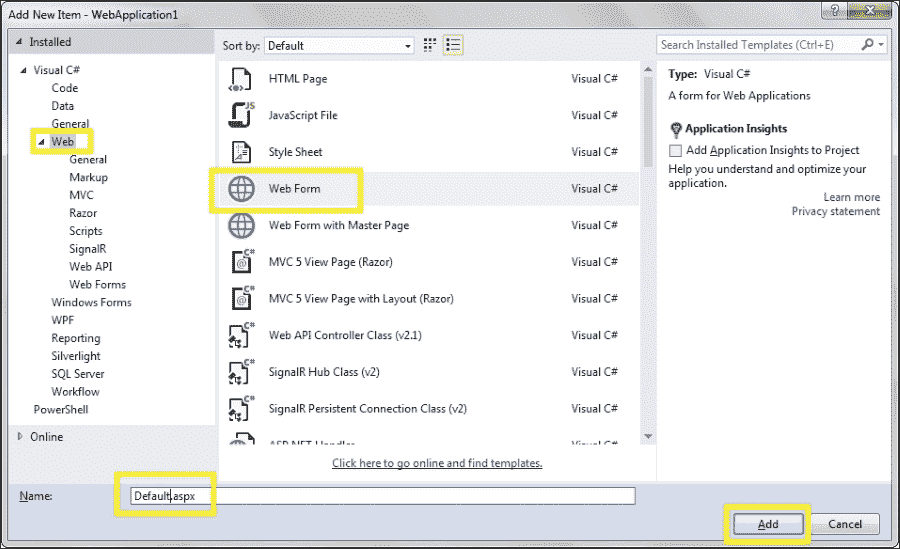 Add New Item - WebApplication1
Installed
Sort by: Default
Search Installed Templates (Ctrl+E)
Visual C#
Code
Data
General
Web
General
Markup
MVC
Razor
Scripts
SignalR
Web API
Web Forms
Windows Forms
WPF
Reporting
Silverlight
SQL Server
Workflow
PowerShell
Online
HTML Page Visual C#
JavaScript File Visual C#
Style Sheet Visual C#
Web Form Visual C#
Web Form with Master Page Visual C#
MVC 5 View Page (Razor) Visual C#
MVC 5 View Page with Layout (Razor) Visual C#
Web API Controller Class (v2.1) Visual C#
SignalR Hub Class (v2) Visual C#
SignalR Persistent Connection Class (v2) Visual C#
ASP.NET Handler Visual C#
Click here to go online and find templates.
Type: Visual C#
A form for Web Applications
Application Insights
Add Application Insights to Project
Help you understand and optimize your
application.
Learn more
Privacy statement
Name: Default.aspx
Add Cancel